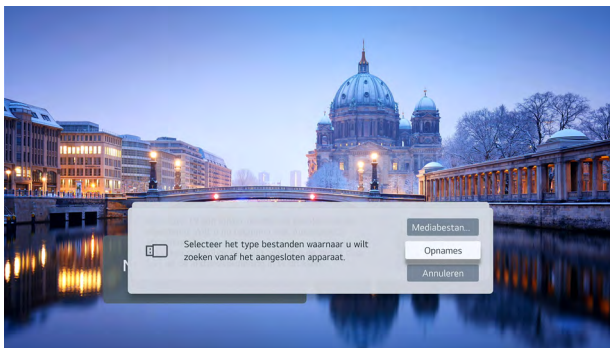 Mediabestan...
Selecteer het type bestanden waarnaar u wilt
zoeken vanaf het aangesloten apparaat.
Opnames
Annuleren